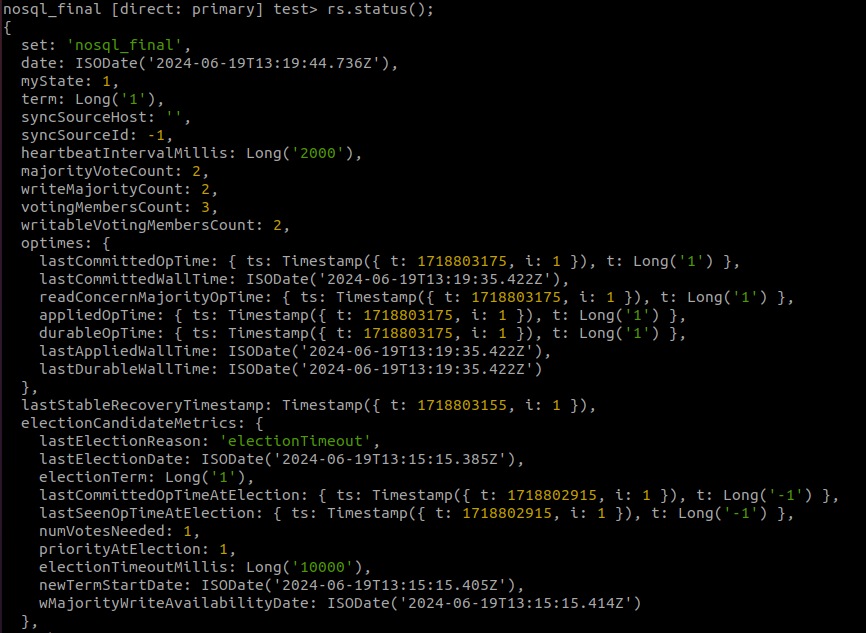 nosql_final [direct: primary] test> rs.status();
{
  set: 'nosql_final',
  date: ISODate('2024-06-19T13:19:44.736Z'),
  myState: 1,
  term: Long('1'),
  syncSourceHost: '',
  syncSourceId: -1,
  heartbeatIntervalMillis: Long('2000'),
  majorityVoteCount: 2,
  writeMajorityCount: 2,
  votingMembersCount: 3,
  writableVotingMembersCount: 2,
  optimes: {
    lastCommittedOpTime: { ts: Timestamp({ t: 1718803175, i: 1 }), t: Long('1') },
    lastCommittedWallTime: ISODate('2024-06-19T13:19:35.422Z'),
    readConcernMajorityOpTime: { ts: Timestamp({ t: 1718803175, i: 1 }), t: Long('1') },
    appliedOpTime: { ts: Timestamp({ t: 1718803175, i: 1 }), t: Long('1') },
    durableOpTime: { ts: Timestamp({ t: 1718803175, i: 1 }), t: Long('1') },
    lastAppliedWallTime: ISODate('2024-06-19T13:19:35.422Z'),
    lastDurableWallTime: ISODate('2024-06-19T13:19:35.422Z')
  },
  lastStableRecoveryTimestamp: Timestamp({ t: 1718803155, i: 1 }),
  electionCandidateMetrics: {
    lastElectionReason: 'electionTimeout',
    lastElectionDate: ISODate('2024-06-19T13:15:15.385Z'),
    electionTerm: Long('1'),
    lastCommittedOpTimeAtElection: { ts: Timestamp({ t: 1718802915, i: 1 }), t: Long('-1') },
    lastSeenOpTimeAtElection: { ts: Timestamp({ t: 1718802915, i: 1 }), t: Long('-1') },
    numVotesNeeded: 1,
    priorityAtElection: 1,
    electionTimeoutMillis: Long('10000'),
    newTermStartDate: ISODate('2024-06-19T13:15:15.405Z'),
    wMajorityWriteAvailabilityDate: ISODate('2024-06-19T13:15:15.414Z')
  },